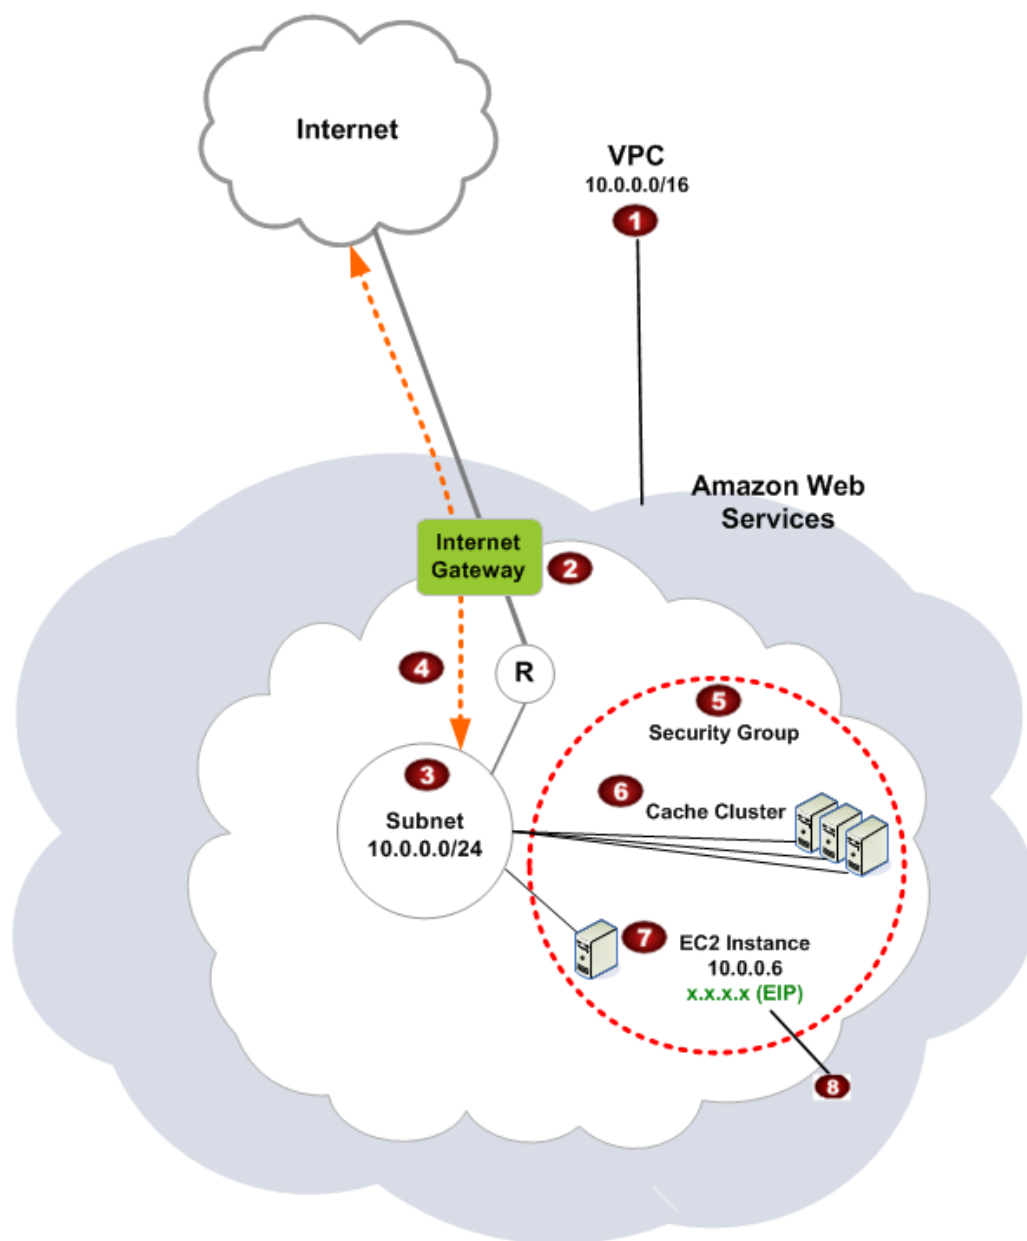 Internet
VPC
10.0.0.0/16
1
Amazon Web
Services
Internet
Gateway
2
4
R
5
Security Group
3
Subnet
10.0.0.0/24
6
Cache Cluster
7
EC2 Instance
10.0.0.6
x.x.x.x (EIP)
8